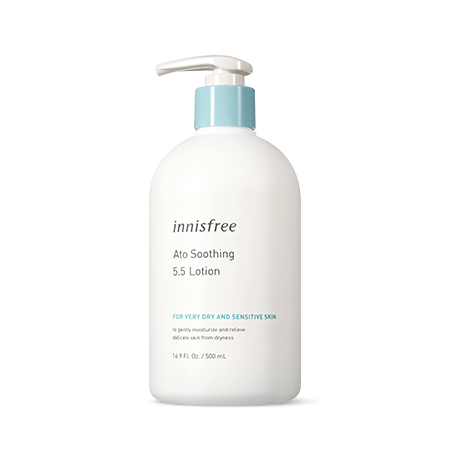 innisfree
Ato Soothing
5.5 Lotion
FOR VERY DRY AND SENSITIVE SKIN
to gently moisturize and relieve
delicate skin from dryness
16.9 FL Oz. / 500 mL